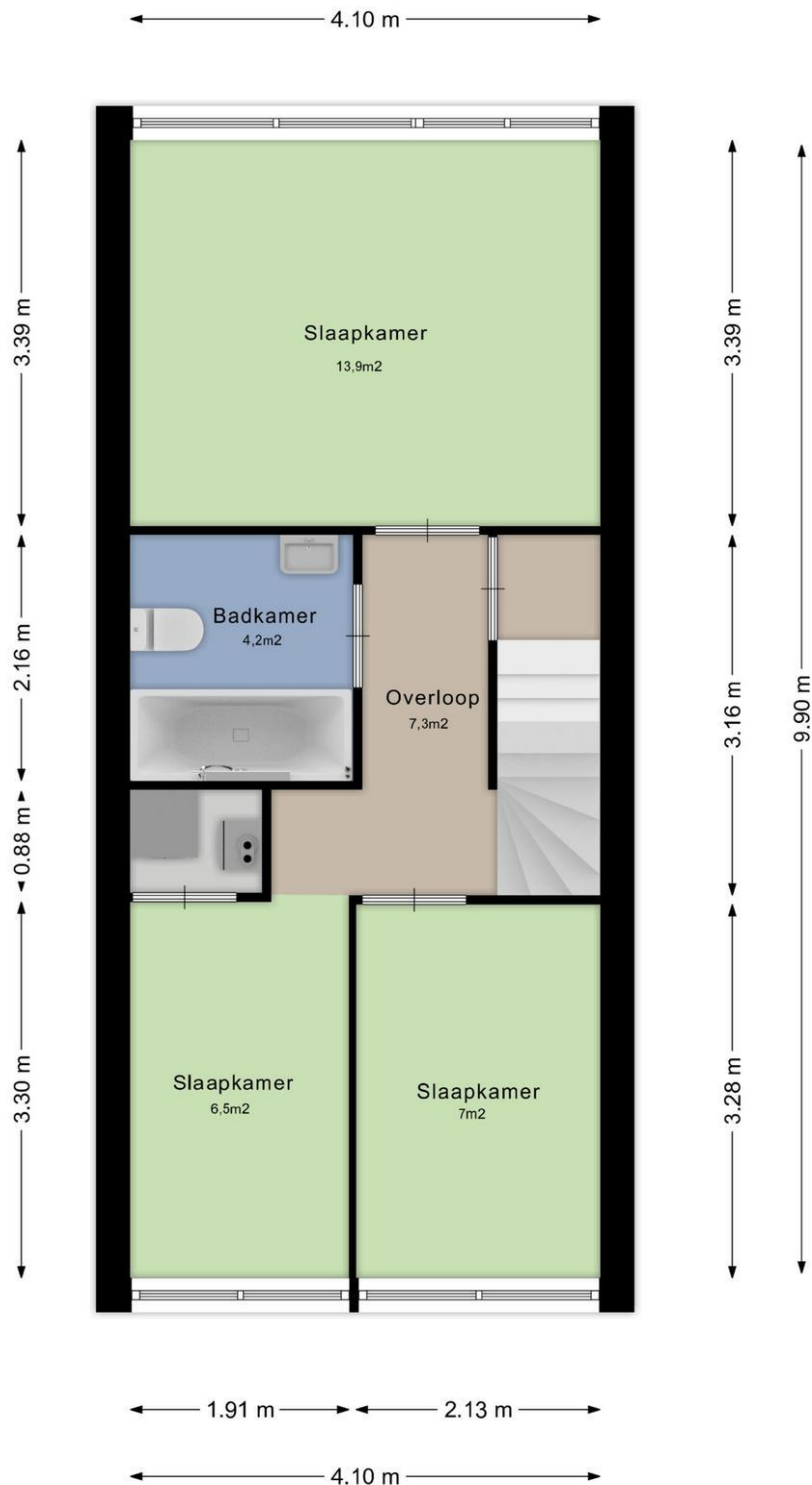 4.10 m
3.39 m
3.39 m
Slaapkamer
13,9m2
2.16 m
Badkamer
4,2m2
Overloop
7,3m2
3.16 m
9.90 m
0.88 m
3.30 m
Slaapkamer
6,5m2
Slaapkamer
7m2
3.28 m
1.91 m
2.13 m
4.10 m